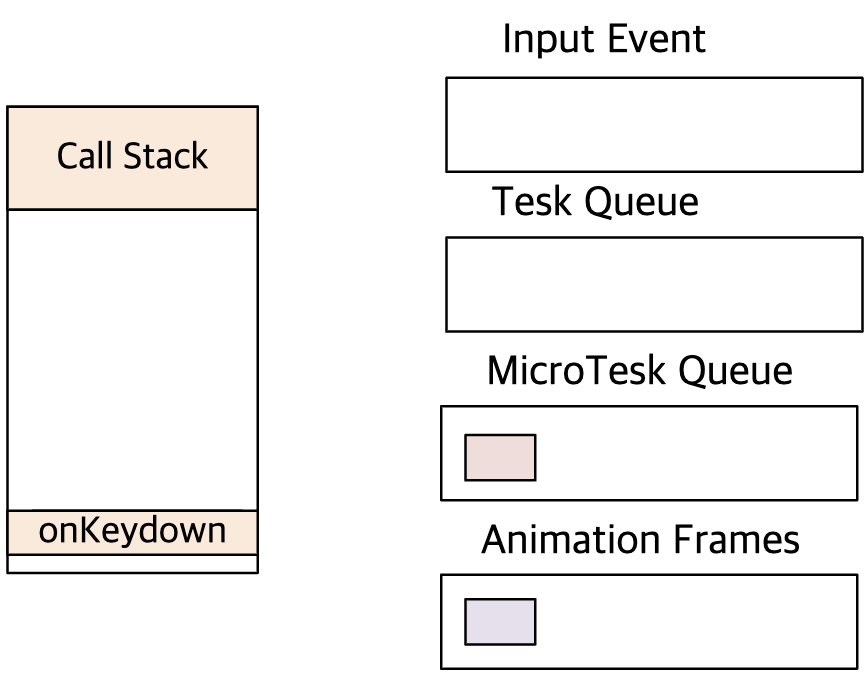 Input Event
Call Stack
Tesk Queue
MicroTesk Queue
onKeydown
Animation Frames